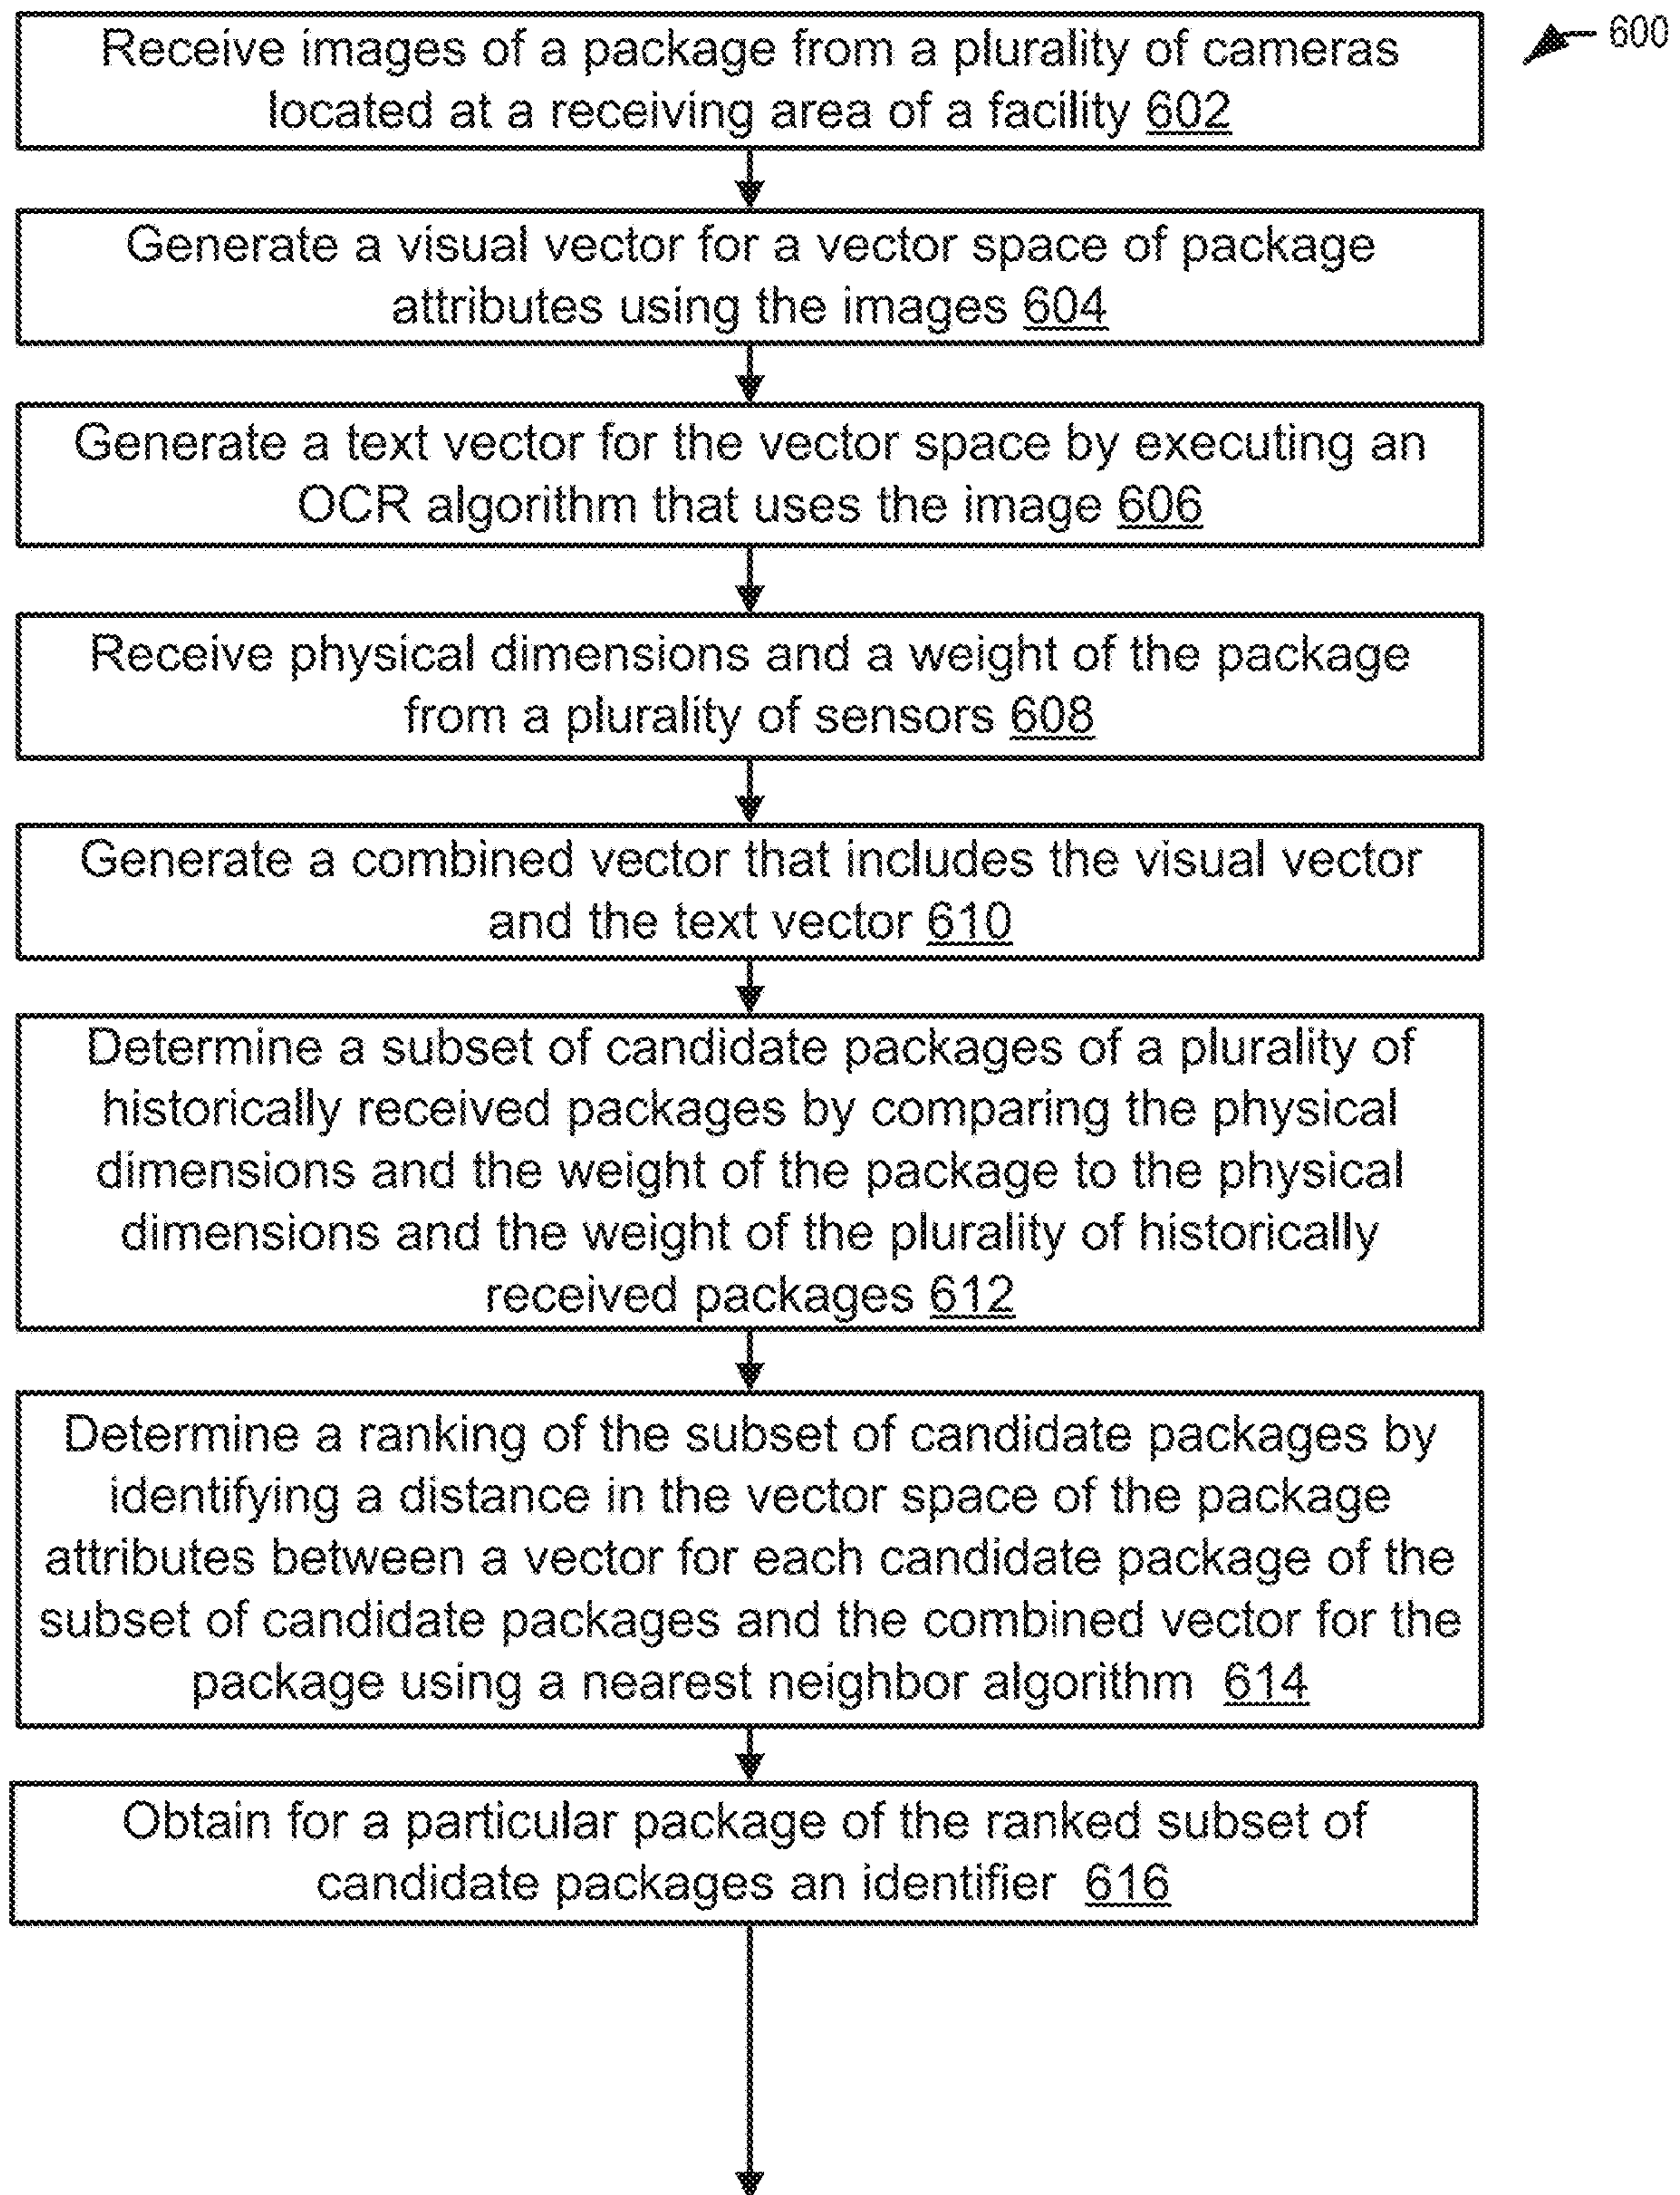 600
Receive images of a package from a plurality of cameras
located at a receiving area of a facility 602
Generate a visual vector for a vector space of package
attributes using the images 604
Generate a text vector for the vector space by executing an
OCR algorithm that uses the image 606
Receive physical dimensions and a weight of the package
from a plurality of sensors 608
Generate a combined vector that includes the visual vector
and the text vector 610
Determine a subset of candidate packages of a plurality of
historically received packages by comparing the physical
dimensions and the weight of the package to the physical
dimensions and the weight of the plurality of historically
received packages 612
Determine a ranking of the subset of candidate packages by
identifying a distance in the vector space of the package
attributes between a vector for each candidate package of the
subset of candidate packages and the combined vector for the
package using a nearest neighbor algorithm 614
Obtain for a particular package of the ranked subset of
candidate packages an identifier 616